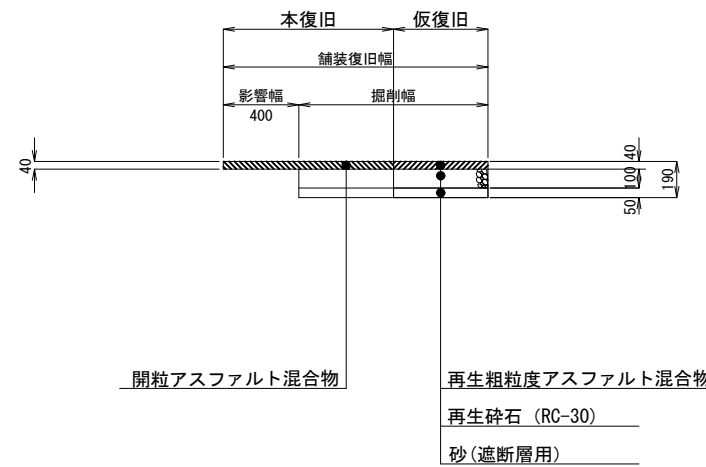 本復旧
仮復旧
舗装復旧幅
影響幅
掘削幅
400
40
40
100
190
50
開粒アスファルト混合物
再生粗粒度アスファルト混合物
再生砕石 (RC-30)
砂(遮断層用)